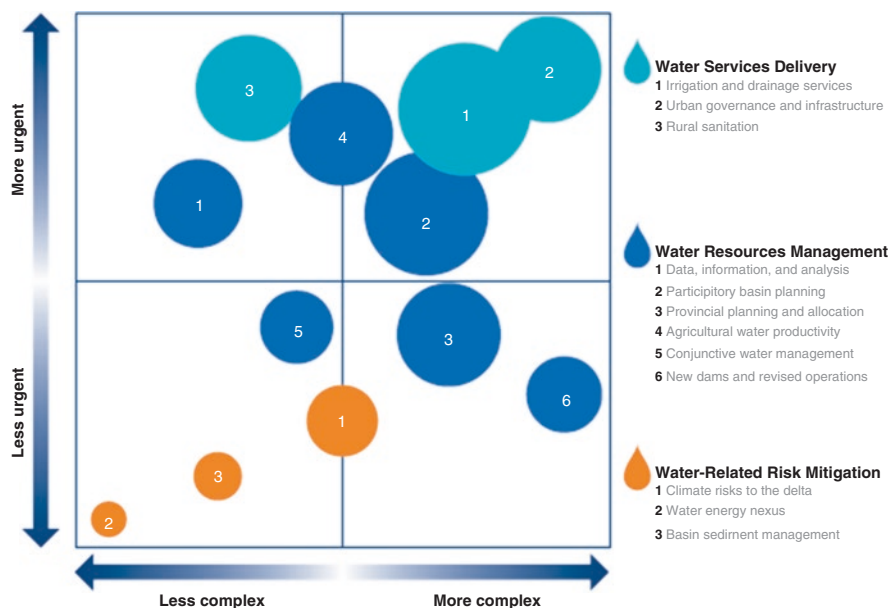 More urgent
Less urgent
3
2
1
4
1
2
5
3
6
1
3
2
Less complex
More complex
Water Services Delivery
1 Irrigation and drainage services
2 Urban governance and infrastructure
3 Rural sanitation
Water Resources Management
1 Data, information, and analysis
2 Participitory basin planning
3 Provincial planning and allocation
4 Agricultural water productivity
5 Conjunctive water management
6 New dams and revised operations
Water-Related Risk Mitigation
1 Climate risks to the delta
2 Water energy nexus
3 Basin sediment management